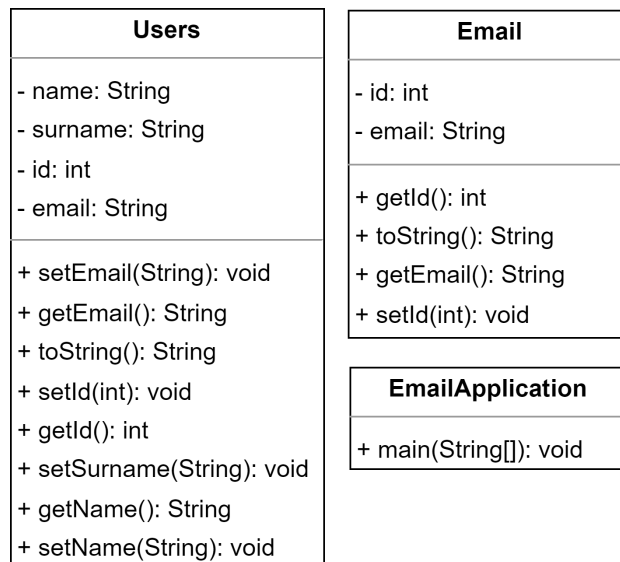 Users
- name: String
- surname: String
- id: int
- email: String
+ setEmail(String): void
+ getEmail(): String
+ toString(): String
+ setId(int): void
+ getId(): int
+ setSurname(String): void
+ getName(): String
+ setName(String): void
Email
- id: int
- email: String
+ getId(): int
+ toString(): String
+ getEmail(): String
+ setId(int): void
EmailApplication
+ main(String[]): void